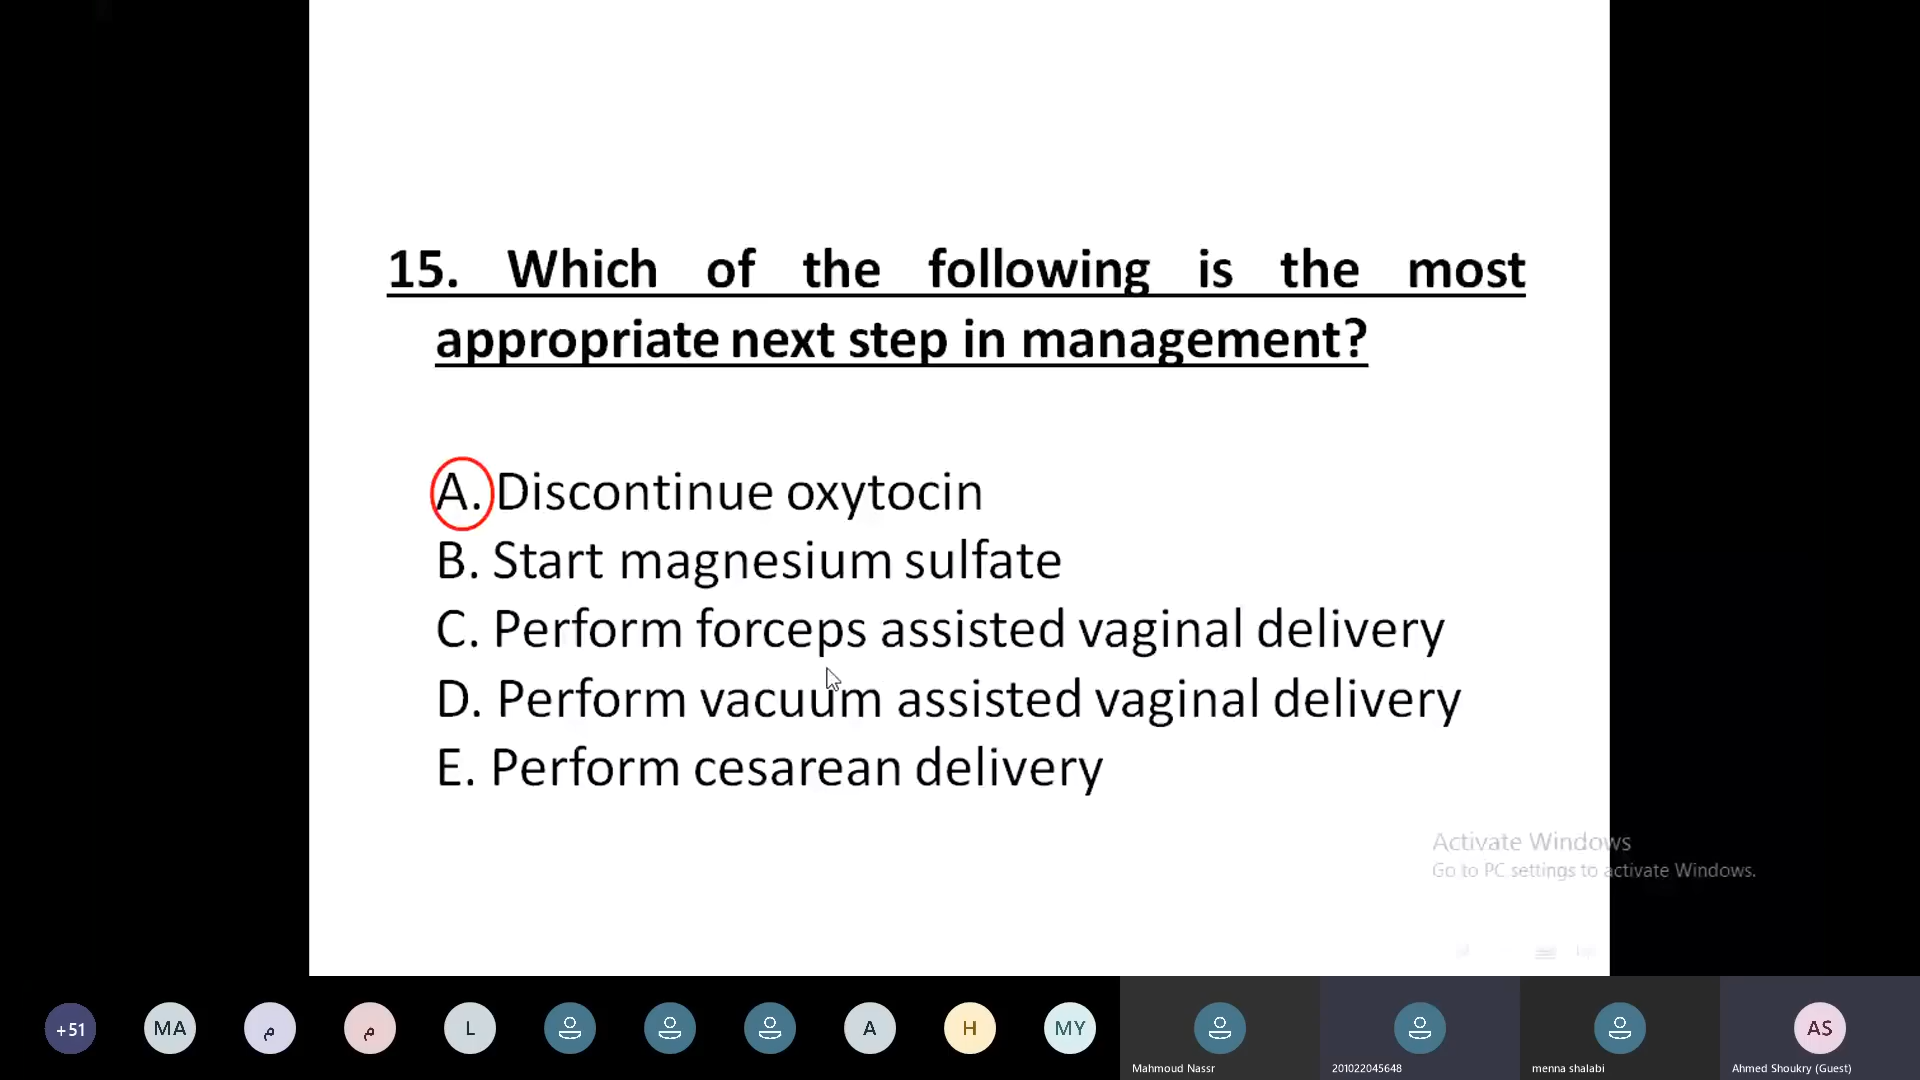 15. Which of the following is the most
appropriate next step in management?
A. Discontinue oxytocin
B. Start magnesium sulfate
C. Perform forceps assisted vaginal delivery
D. Perform vacuum assisted vaginal delivery
E. Perform cesarean delivery
Activate Windows
Go to PC settings to activate Windows.
+51
MA
م
م
L
A
H
MY
AS
Mahmoud Nassr
201022045648
menna shalabi
Ahmed Shoukry (Guest)